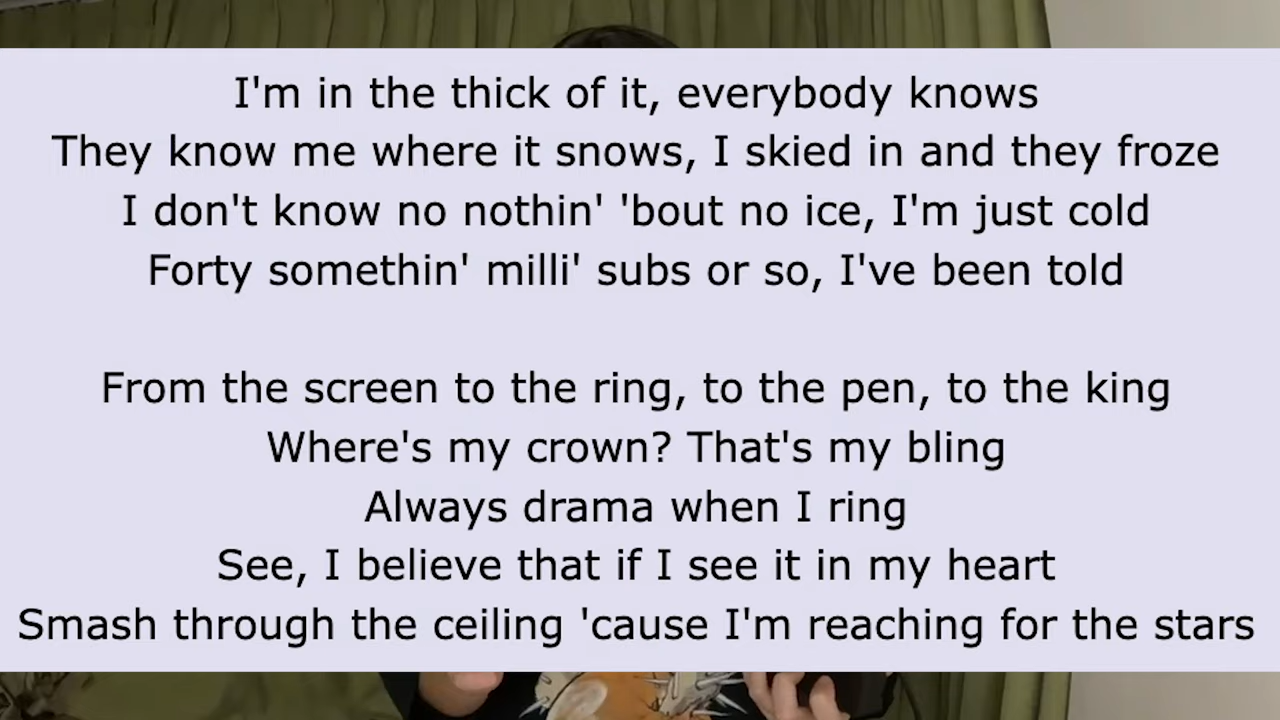 I'm in the thick of it, everybody knows
They know me where it snows, I skied in and they froze
I don't know no nothin' 'bout no ice, I'm just cold
Forty somethin' milli' subs or so, I've been told
From the screen to the ring, to the pen, to the king
Where's my crown? That's my bling
Always drama when I ring
See, I believe that if I see it in my heart
Smash through the ceiling 'cause I'm reaching for the stars